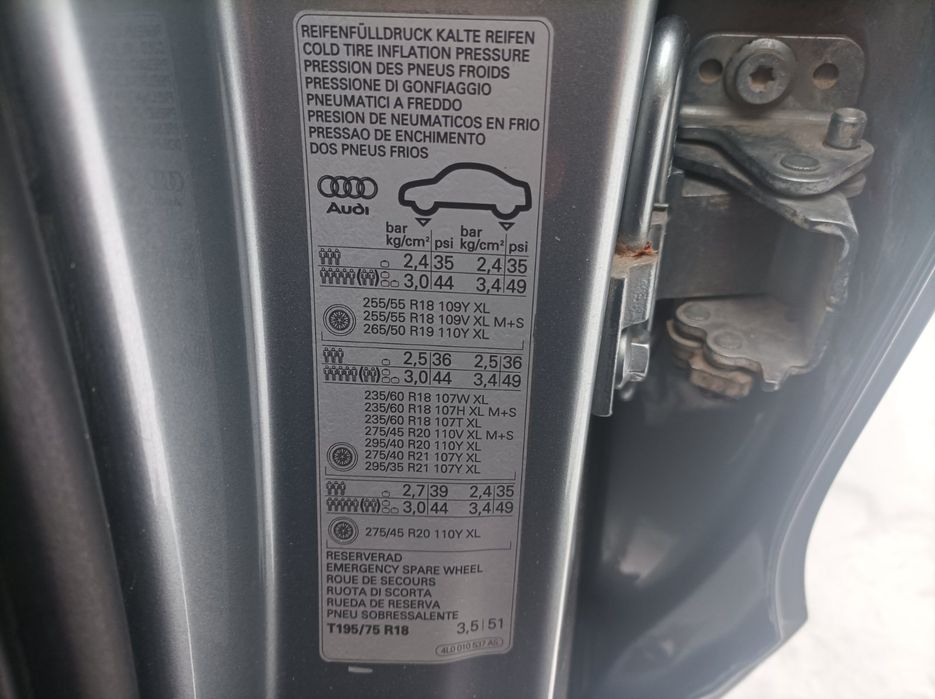 REIFENFÜLLDRUCK KALTE REIFEN
COLD TIRE INFLATION PRESSURE
PRESSION DES PNEUS FROIDS
PRESSIONE DI GONFIAGGIO
PNEUMATICI A FREDDO
PRESION DE NEUMATICOS EN FRIO
PRESSAO DE ENCHIMENTO
DOS PNEUS FRIOS
Audi
bar kg/cm² psi bar kg/cm² psi
2,4 35 2,4 35
3,0 44 3,4 49
255/55 R18 109Y XL
255/55 R18 109V XL M+S
265/50 R19 110Y XL
2,5 36 2,5 36
3,0 44 3,4 49
235/60 R18 107W XL
235/60 R18 107H XL M+S
235/60 R18 107T XL
275/45 R20 110V XL M+S
295/40 R20 110Y XL
275/40 R21 107Y XL
295/35 R21 107Y XL
2,7 39 2,4 35
3,0 44 3,4 49
275/45 R20 110Y XL
RESERVERAD
EMERGENCY SPARE WHEEL
ROUE DE SECOURS
RUOTA DI SCORTA
RUEDA DE RESERVA
PNEU SOBRESSALENTE
T195/75 R18 3,5 51
4L0 010 537 AS